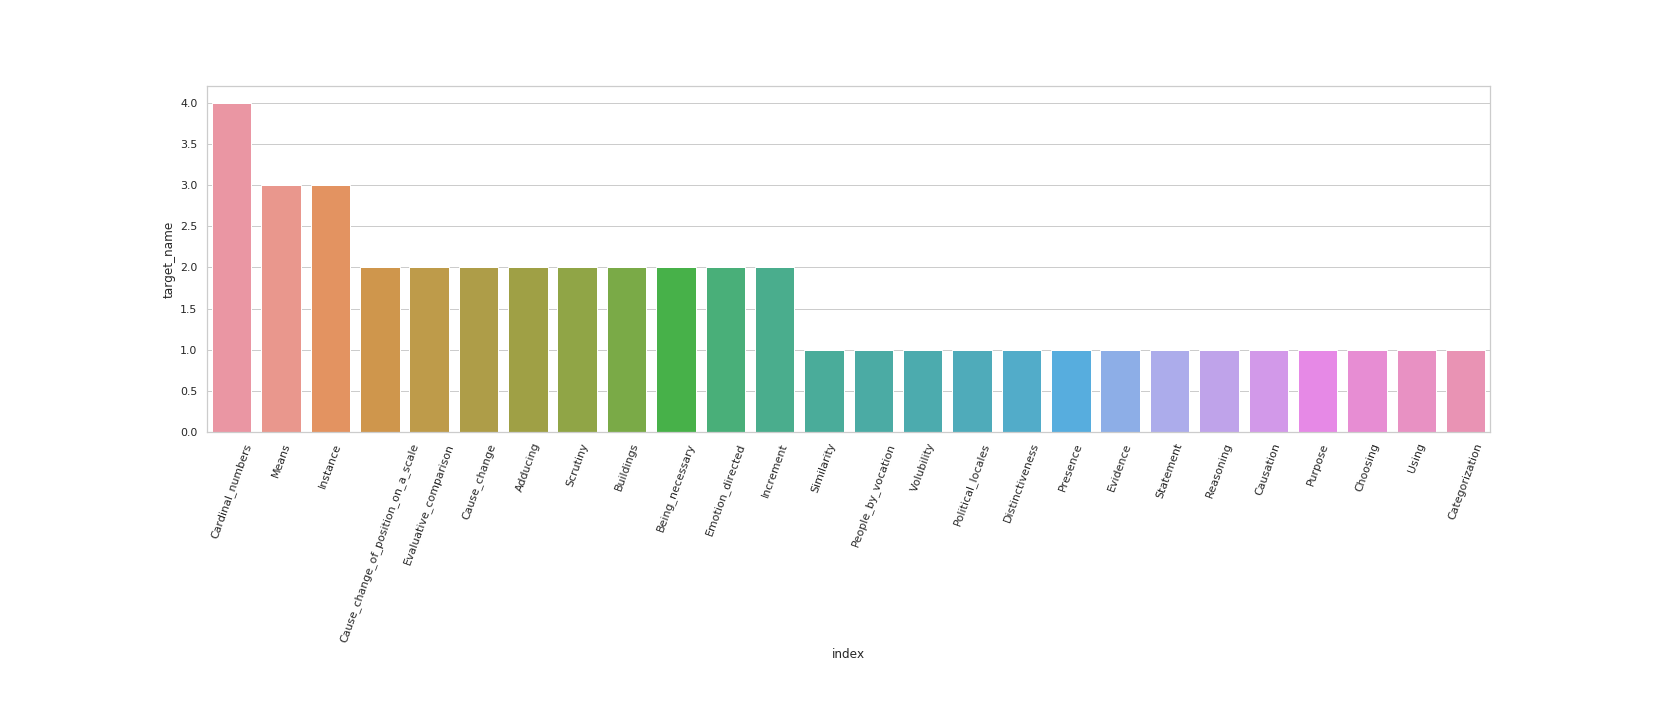 4.0
3.5
3.0
2.5
2.0
1.5
1.0
0.5
0.0
target_name
Cardinal_numbers
Means
Instance
Cause_change_of_position_on_a_scale
Evaluative_comparison
Cause_change
Adducing
Scrutiny
Buildings
Being_necessary
Emotion_directed
Increment
Similarity
People_by_vocation
Volubility
Political_locales
Distinctiveness
Presence
Evidence
Statement
Reasoning
Causation
Purpose
Choosing
Using
Categorization
index